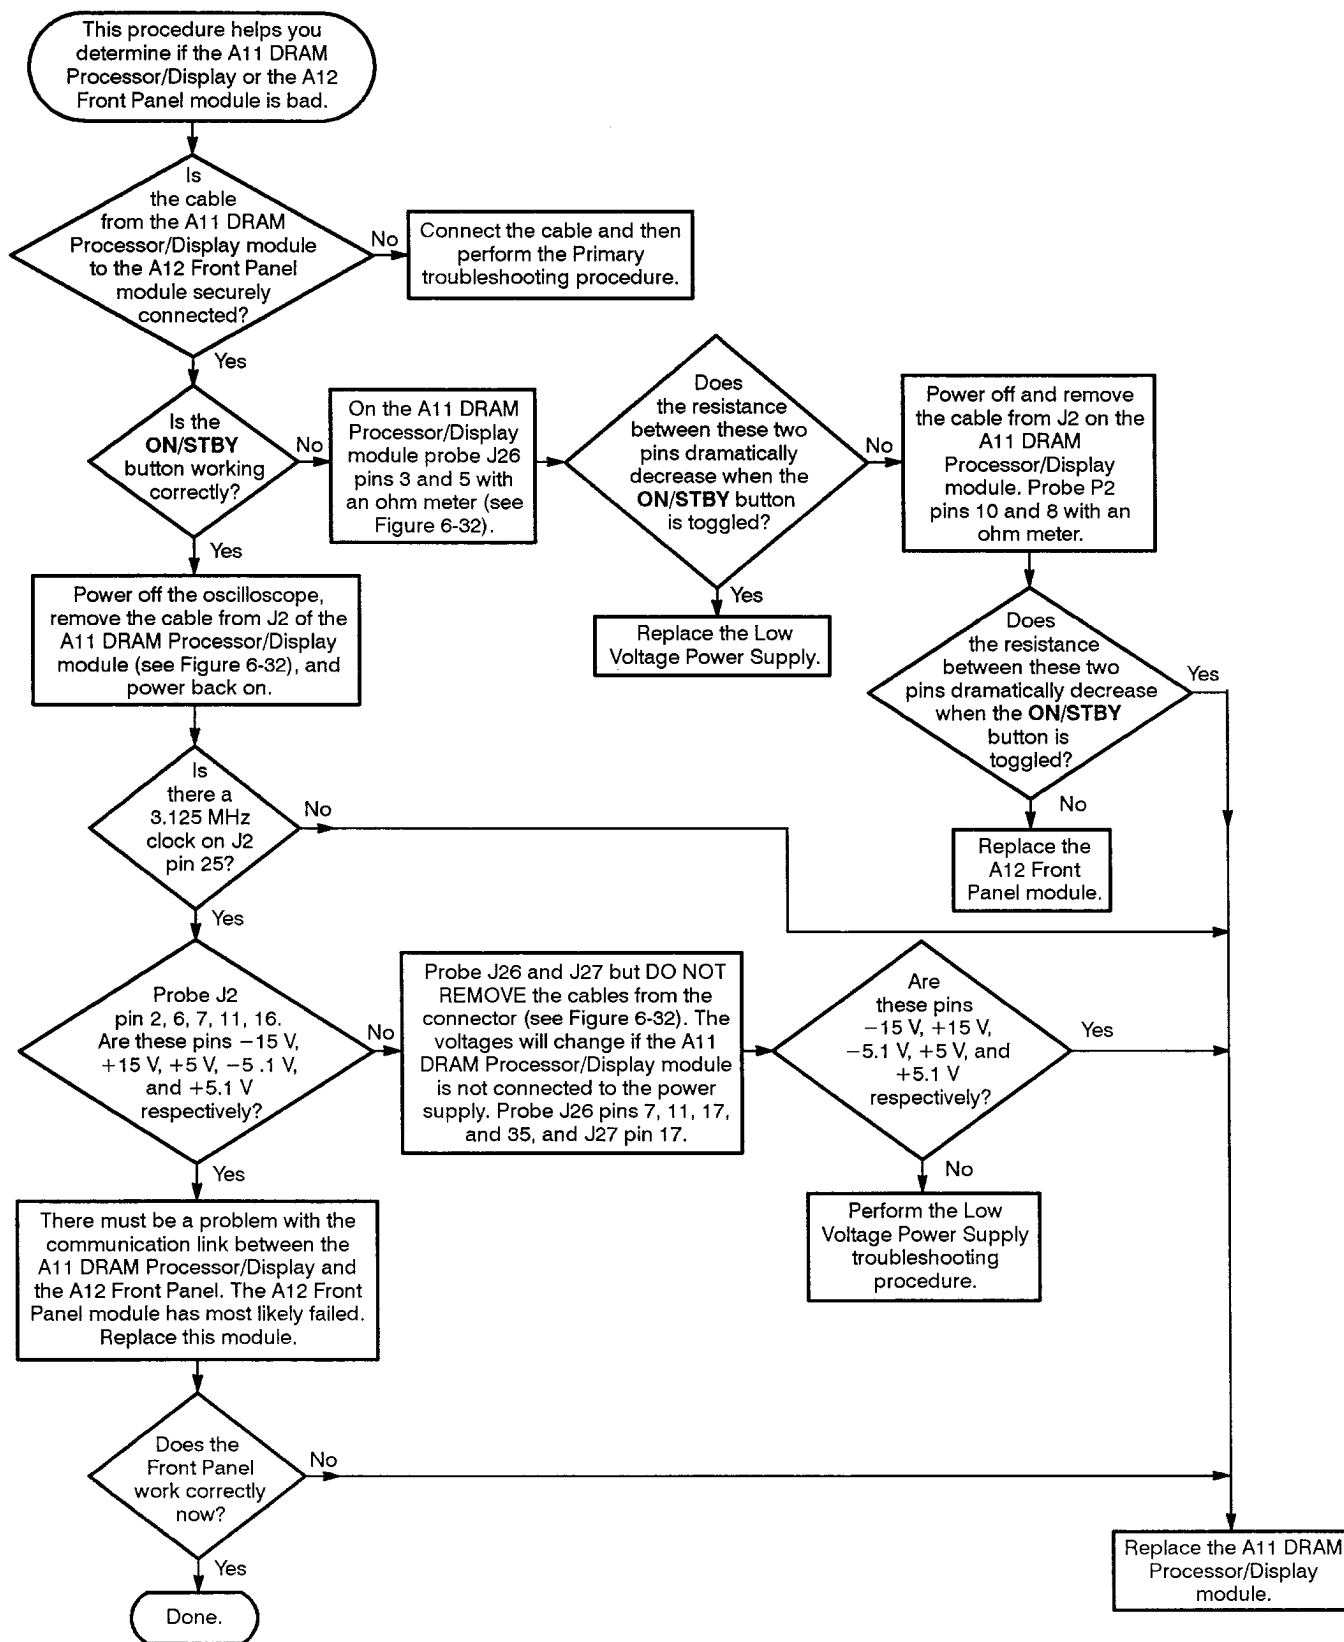 This procedure helps you
determine if the A11 DRAM
Processor/Display or the A12
Front Panel module is bad.
Is
the cable
from the A11 DRAM
Processor/Display module
to the A12 Front Panel
module securely
connected?
No
Connect the cable and then
perform the Primary
troubleshooting procedure.
Yes
Is the
ON/STBY
button working
correctly?
No
On the A11 DRAM
Processor/Display
module probe J26
pins 3 and 5 with
an ohm meter (see
Figure 6-32).
Does
the resistance
between these two
pins dramatically
decrease when the
ON/STBY button
is toggled?
No
Power off and remove
the cable from J2 on the
A11 DRAM
Processor/Display
module. Probe P2
pins 10 and 8 with an
ohm meter.
Yes
Replace the Low
Voltage Power Supply.
Does
the resistance
between these two
pins dramatically decrease
when the ON/STBY
button is
toggled?
Yes
No
Replace the
A12 Front
Panel module.
Yes
Power off the oscilloscope,
remove the cable from J2 of the
A11 DRAM Processor/Display
module (see Figure 6-32), and
power back on.
Is
there a
3.125 MHz
clock on J2
pin 25?
No
Yes
Probe J2
pin 2, 6, 7, 11, 16.
Are these pins −15 V,
+15 V, +5 V, −5 .1 V,
and +5.1 V
respectively?
No
Probe J26 and J27 but DO NOT
REMOVE the cables from the
connector (see Figure 6-32). The
voltages will change if the A11
DRAM Processor/Display module
is not connected to the power
supply. Probe J26 pins 7, 11, 17,
and 35, and J27 pin 17.
Are
these pins
−15 V, +15 V,
−5.1 V, +5 V, and
+5.1 V
respectively?
Yes
No
Perform the Low
Voltage Power Supply
troubleshooting
procedure.
Yes
There must be a problem with the
communication link between the
A11 DRAM Processor/Display and
the A12 Front Panel. The A12 Front
Panel module has most likely failed.
Replace this module.
Does the
Front Panel
work correctly
now?
No
Yes
Done.
Replace the A11 DRAM
Processor/Display
module.